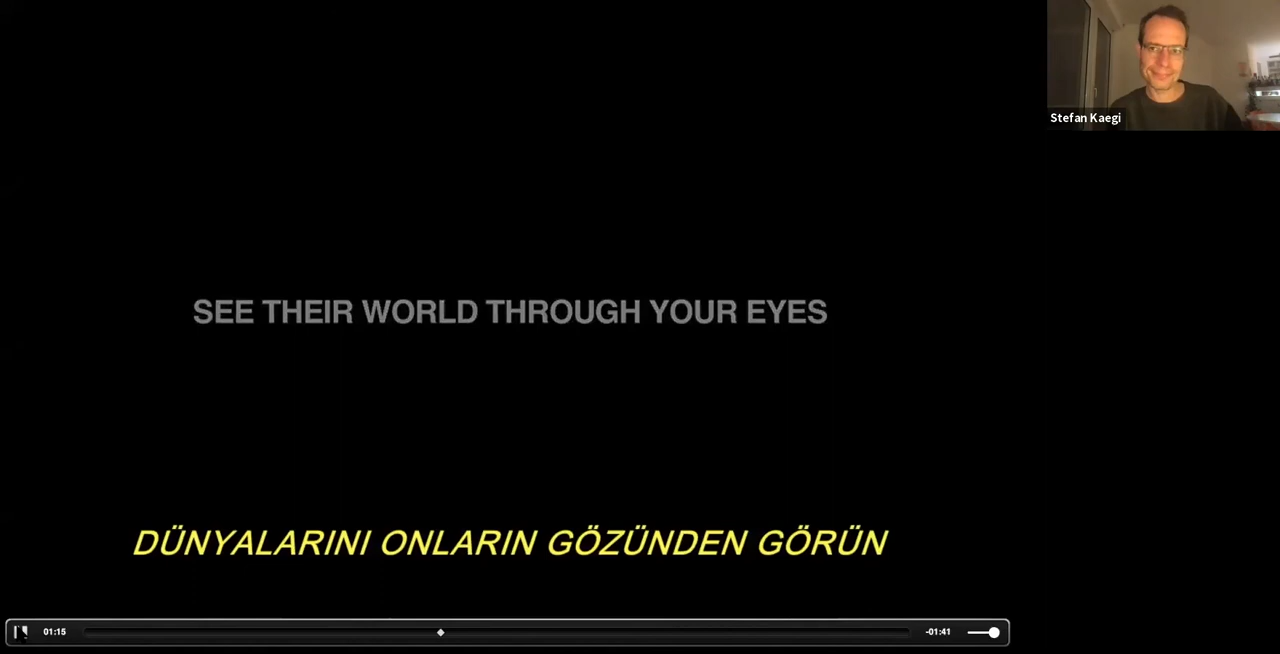 Stefan Kaegi
SEE THEIR WORLD THROUGH YOUR EYES
DÜNYALARINI ONLARIN GÖZÜNDEN GÖRÜN
01:15
-01:41